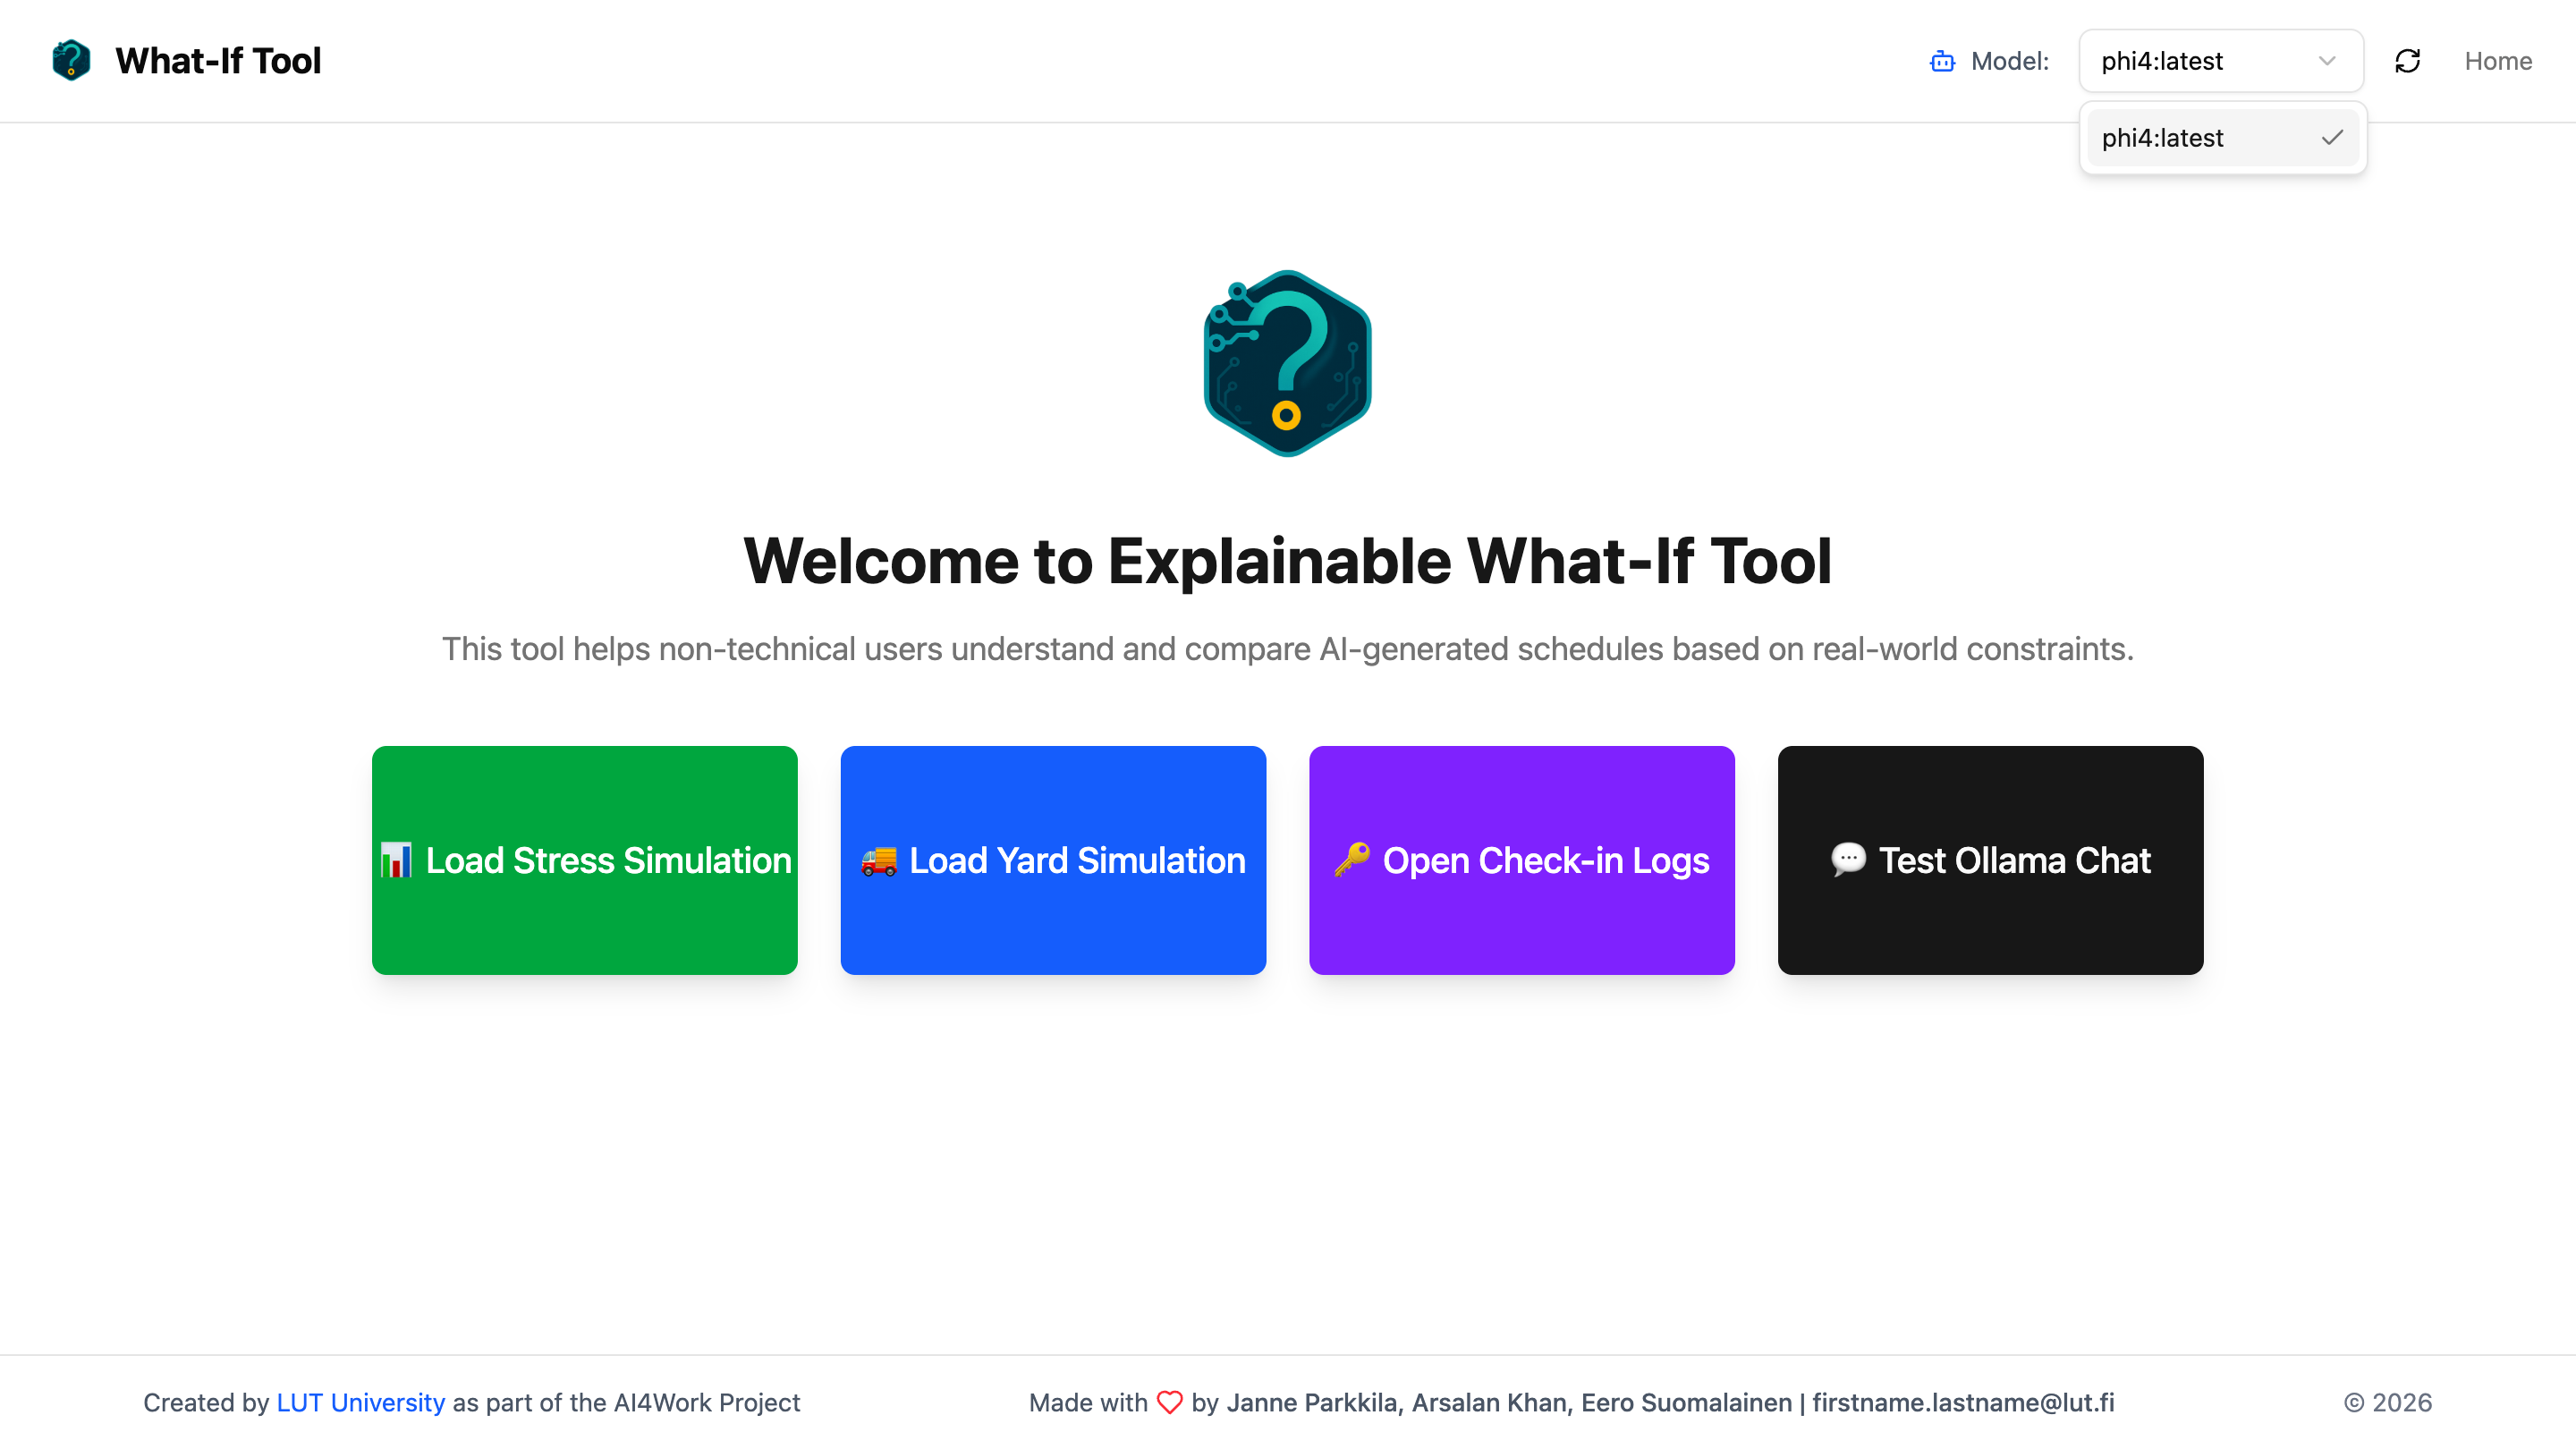 What-If Tool
Model:
phi4:latest
Home
phi4:latest
Welcome to Explainable What-If Tool
This tool helps non-technical users understand and compare AI-generated schedules based on real-world constraints.
📊 Load Stress Simulation
🚚 Load Yard Simulation
🔑 Open Check-in Logs
💬 Test Ollama Chat
Created by LUT University as part of the AI4Work Project
Made with ♡ by Janne Parkkila, Arsalan Khan, Eero Suomalainen | firstname.lastname@lut.fi
© 2026